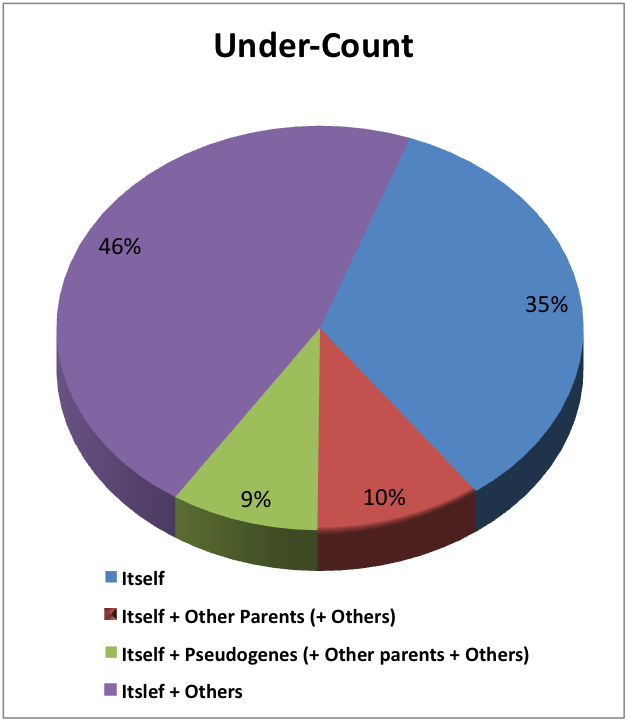 Under-Count
46%
35%
9%
10%
Itself
Itself + Other Parents (+ Others)
Itself + Pseudogenes (+ Other parents + Others)
Itslef + Others